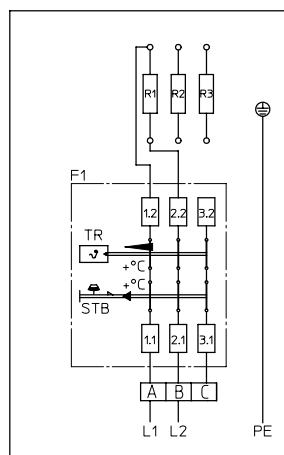 R1 R2 R3
F1
1.2 2.2 3.2
TR
ϑ
+°C
+°C
STB
1.1 2.1 3.1
A B C
L1 L2 PE